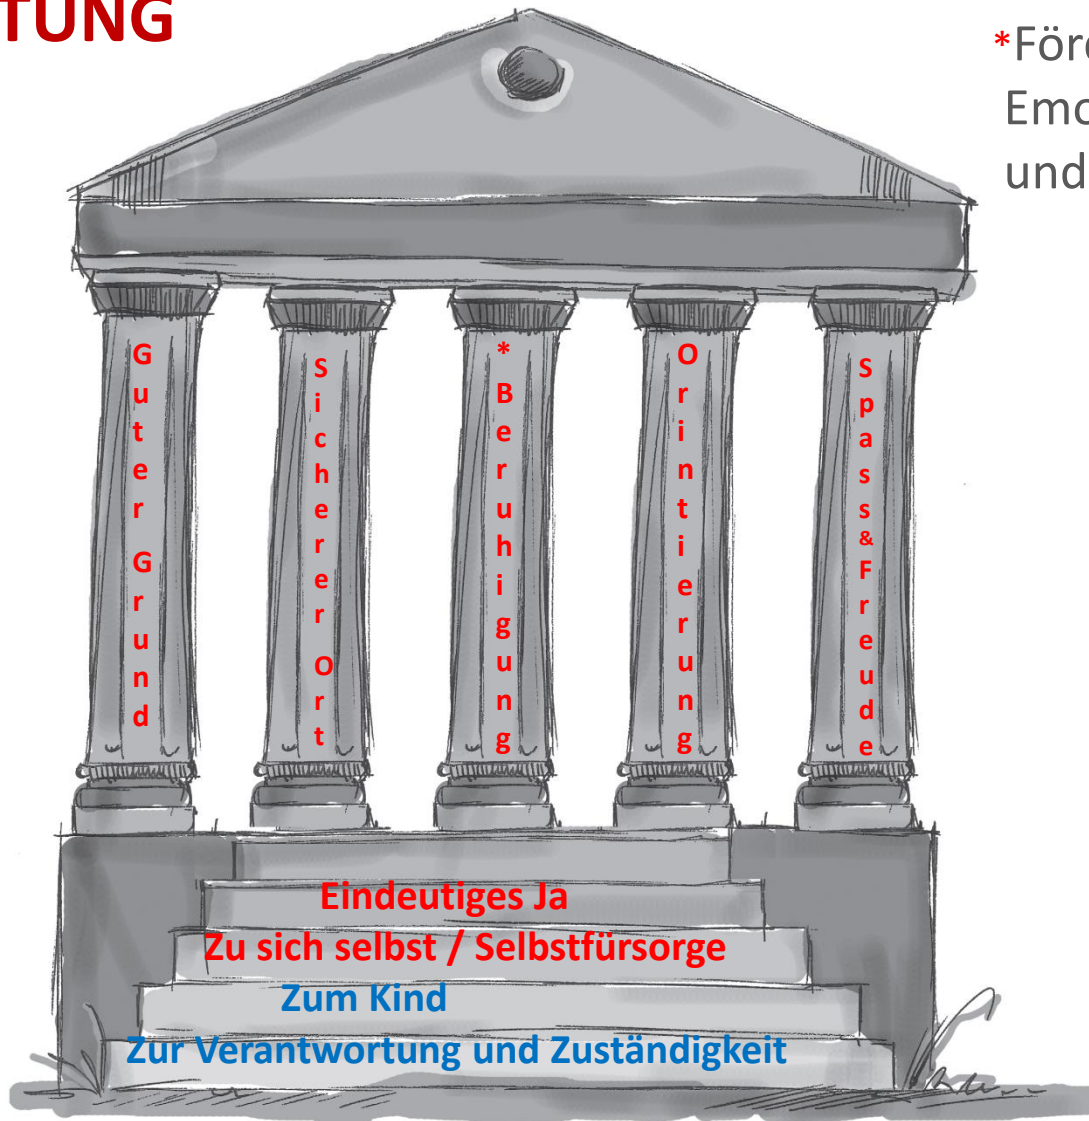 TUNG
*Före
Emo
und
Guter Grund
Sicherer Ort
*Beruhigung
Orintierung
Spass&Freude
Eindeutiges Ja
Zu sich selbst / Selbstfürsorge
Zum Kind
Zur Verantwortung und Zuständigkeit